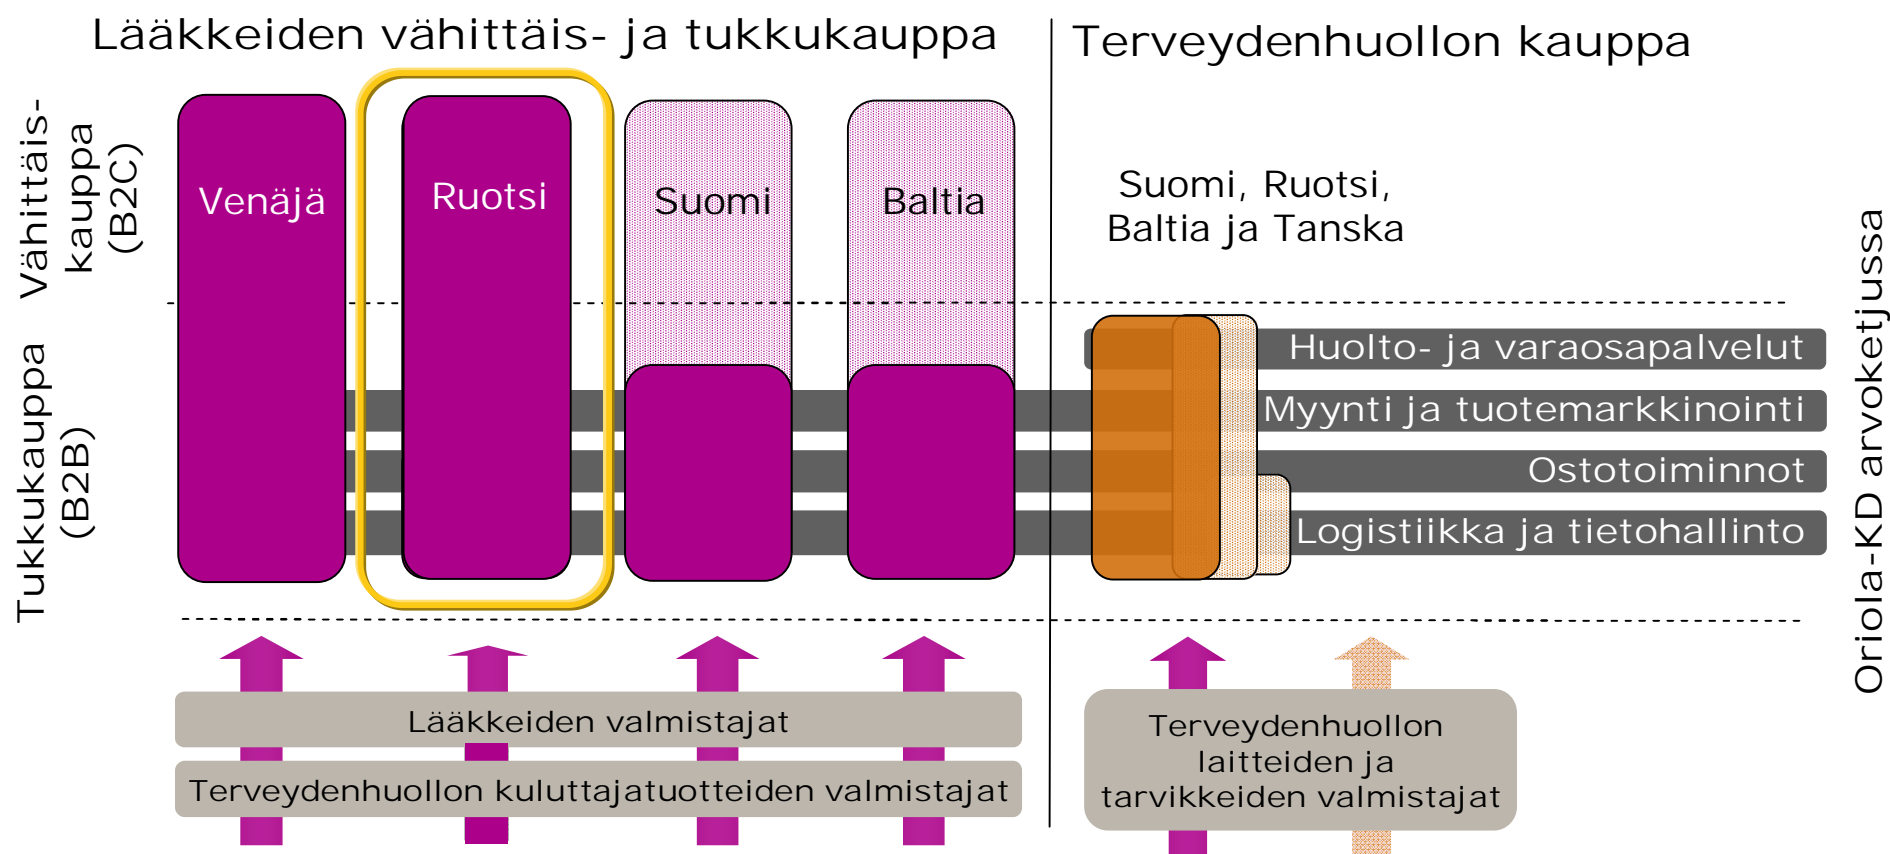 Lääkkeiden vähittäis- ja tukkukauppa
Terveydenhuollon kauppa
Vähittäis-
kauppa
(B2C)
Venäjä
Ruotsi
Suomi
Baltia
Suomi, Ruotsi,
Baltia ja Tanska
Tukkukauppa
(B2B)
Huolto- ja varaosapalvelut
Myynti ja tuotemarkkinointi
Ostotoiminnot
Logistiikka ja tietohallinto
Oriola-KD arvoketjussa
Lääkkeiden valmistajat
Terveydenhuollon kuluttajatuotteiden valmistajat
Terveydenhuollon
laitteiden ja
tarvikkeiden valmistajat